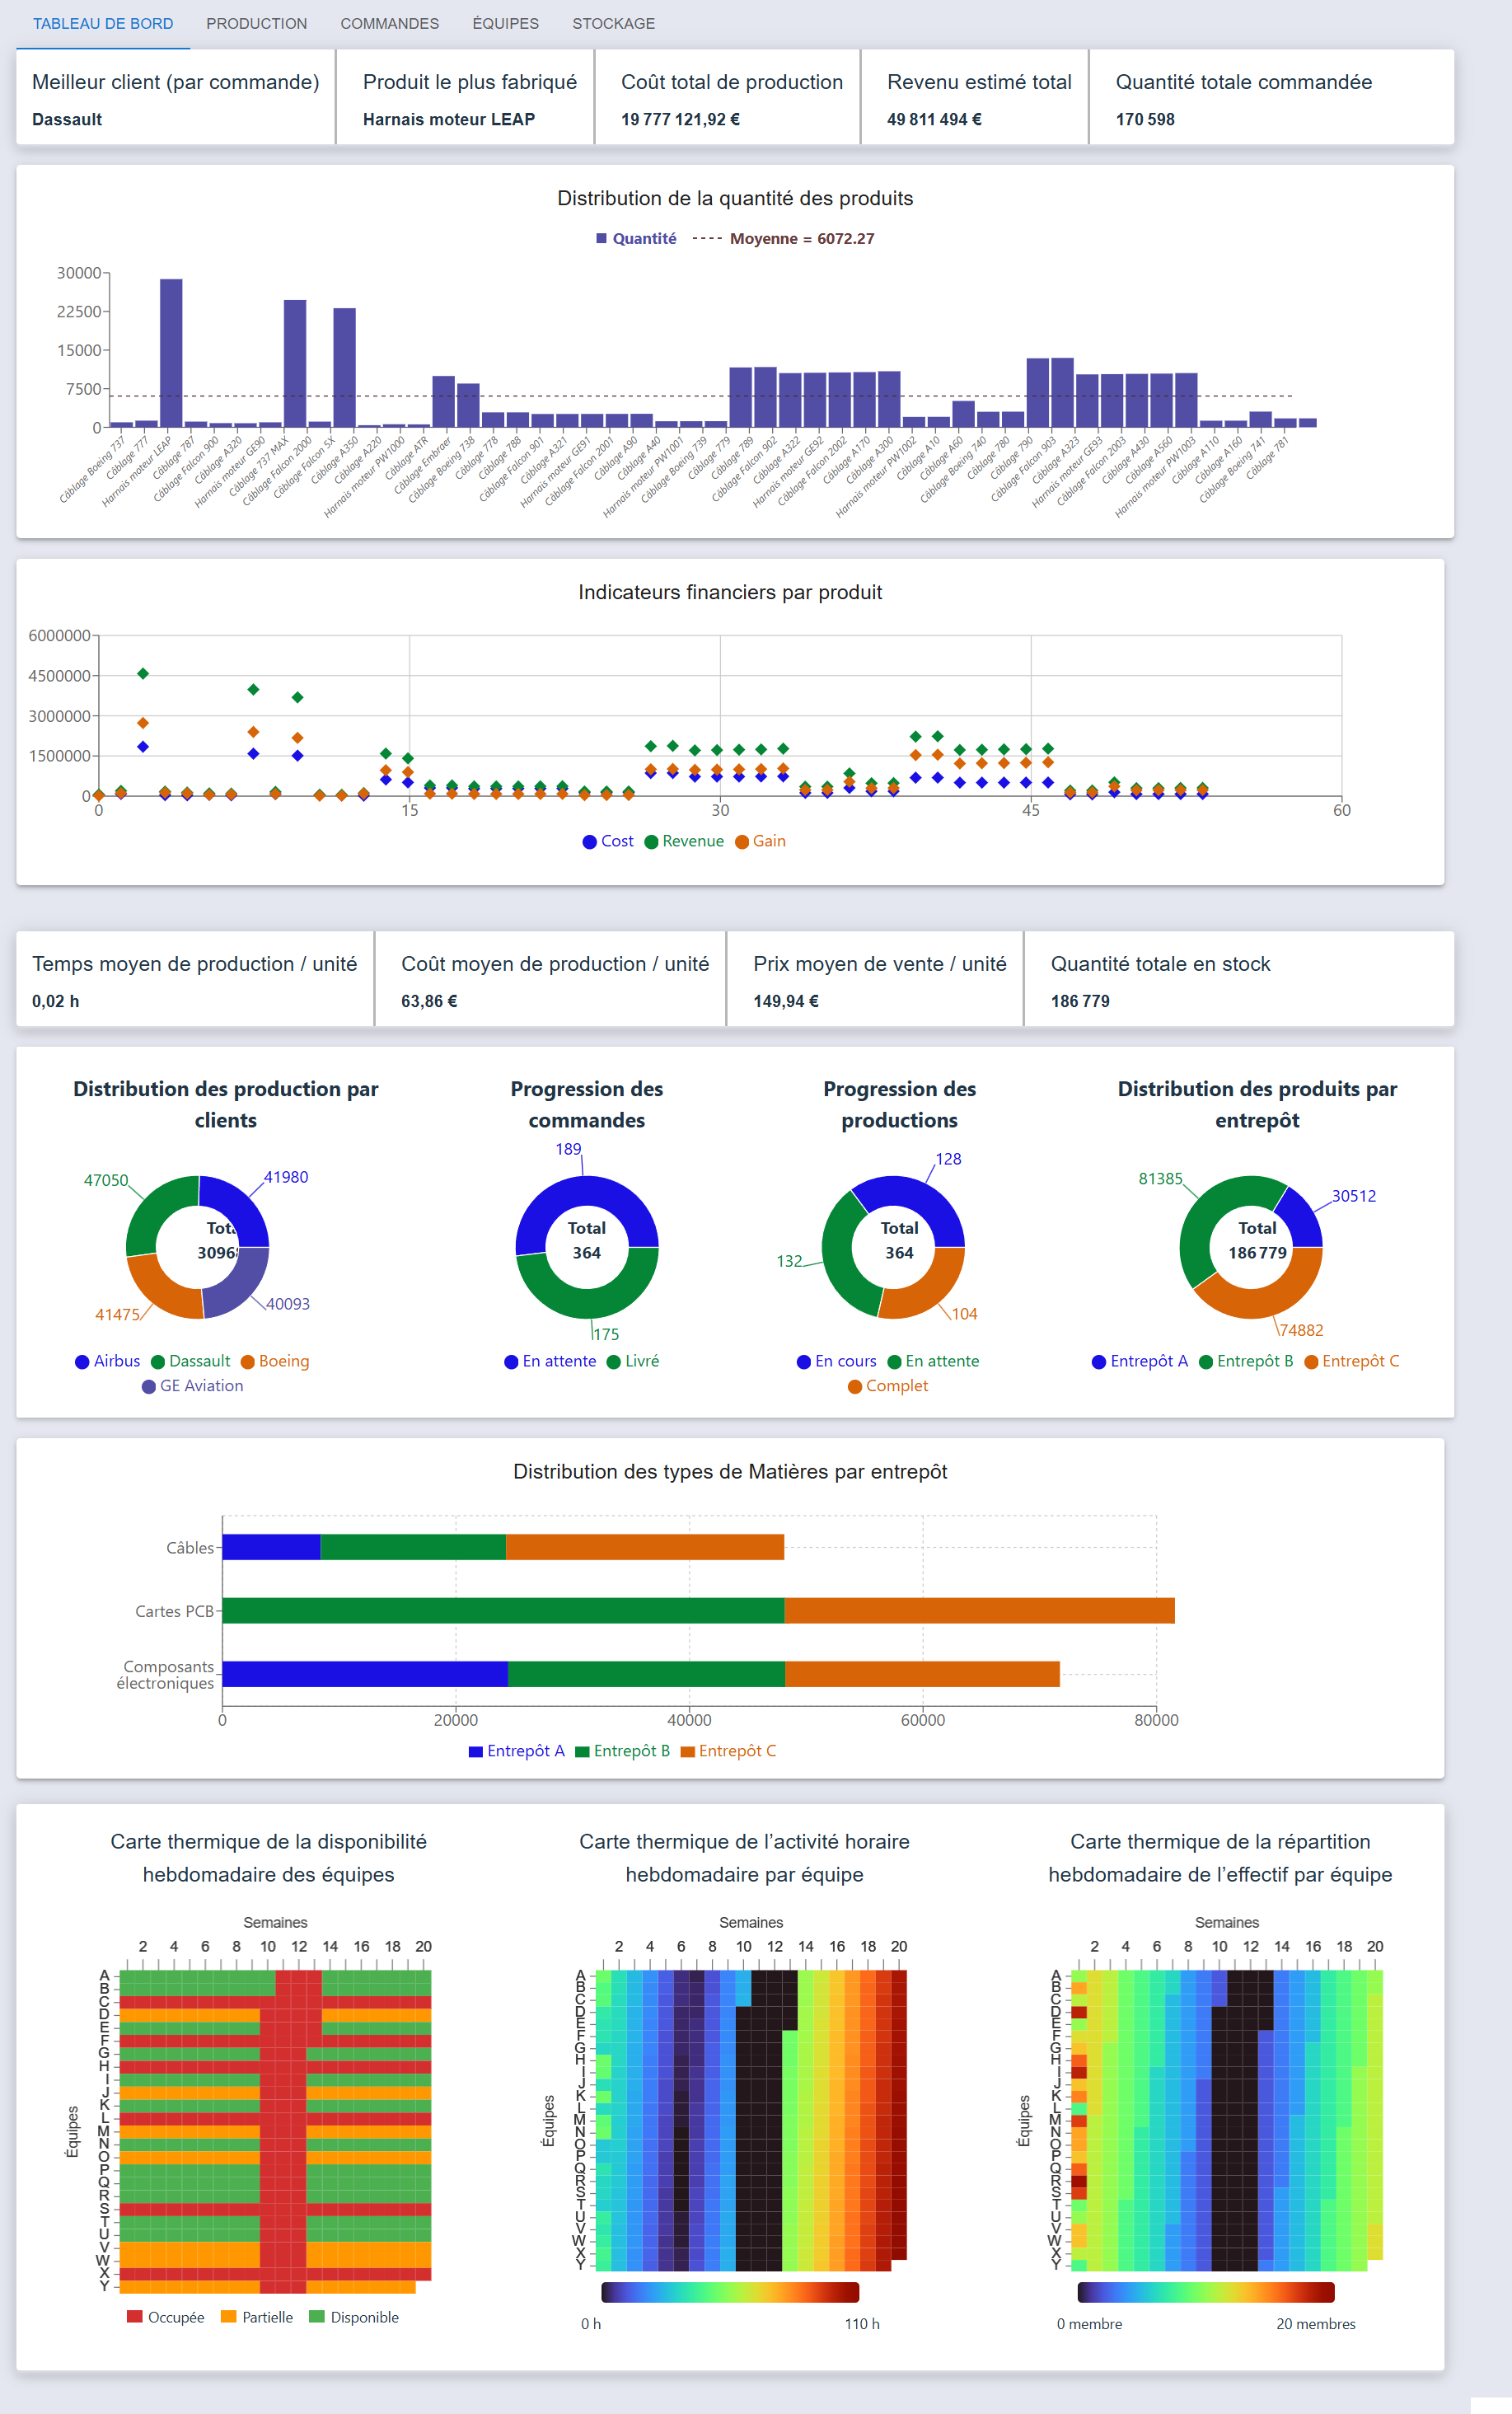 TABLEAU DE BORD PRODUCTION COMMANDES ÉQUIPES STOCKAGE
Meilleur client (par commande) Produit le plus fabriqué Coût total de production Revenu estimé total Quantité totale commandée
Dassault Harnais moteur LEAP 19 777 121,92 € 49 811 494 € 170 598
Distribution de la quantité des produits
Quantité Moyenne = 6072.27
30000
22500
15000
7500
0
Câblage Boeing 737
Câblage 777
Harnais moteur LEAP
Câblage 787
Câblage Falcon 900
Câblage A320
Harnais moteur GE90
Câblage 737 MAX
Câblage Falcon 2000
Câblage Falcon 5X
Câblage A350
Câblage A220
Harnais moteur PW1000
Câblage ATR
Câblage Embraer
Câblage Boeing 738
Câblage 778
Câblage 788
Câblage Falcon 901
Câblage A321
Harnais moteur GE91
Câblage Falcon 2001
Câblage A90
Câblage A40
Harnais moteur PW1001
Câblage Boeing 739
Câblage 779
Câblage 789
Câblage Falcon 902
Câblage A322
Harnais moteur GE92
Câblage Falcon 2002
Câblage A170
Câblage A300
Harnais moteur PW1002
Câblage A10
Câblage A60
Câblage Boeing 740
Câblage 780
Câblage 790
Câblage Falcon 903
Câblage A323
Harnais moteur GE93
Câblage Falcon 2003
Câblage A430
Câblage A560
Harnais moteur PW1003
Câblage A110
Câblage A160
Câblage Boeing 741
Câblage 781
Indicateurs financiers par produit
6000000
4500000
3000000
1500000
0
0 15 30 45 60
Cost Revenue Gain
Temps moyen de production / unité Coût moyen de production / unité Prix moyen de vente / unité Quantité totale en stock
0,02 h 63,86 € 149,94 € 186 779
Distribution des production par clients
47050
41980
41475
40093
Airbus Dassault Boeing
GE Aviation
Progression des commandes
189
Total
364
175
En attente Livré
Progression des productions
128
Total
364
132
104
En cours En attente
Complet
Distribution des produits par entrepôt
81385
30512
Total
186 779
74882
Entrepôt A Entrepôt B Entrepôt C
Distribution des types de Matières par entrepôt
Câbles
Cartes PCB
Composants
électroniques
0 20000 40000 60000 80000
Entrepôt A Entrepôt B Entrepôt C
Carte thermique de la disponibilité
hebdomadaire des équipes
Semaines
2 4 6 8 10 12 14 16 18 20
A
B
C
D
E
F
G
H
I
J
K
L
M
N
O
P
Q
R
S
T
U
V
W
X
Y
Équipes
Occupée Partielle Disponible
Carte thermique de l’activité horaire
hebdomadaire par équipe
Semaines
2 4 6 8 10 12 14 16 18 20
A
B
C
D
E
F
G
H
I
J
K
L
M
N
O
P
Q
R
S
T
U
V
W
X
Y
Équipes
0 h 110 h
Carte thermique de la répartition
hebdomadaire de l’effectif par équipe
Semaines
2 4 6 8 10 12 14 16 18 20
A
B
C
D
E
F
G
H
I
J
K
L
M
N
O
P
Q
R
S
T
U
V
W
X
Y
Équipes
0 membre 20 membres